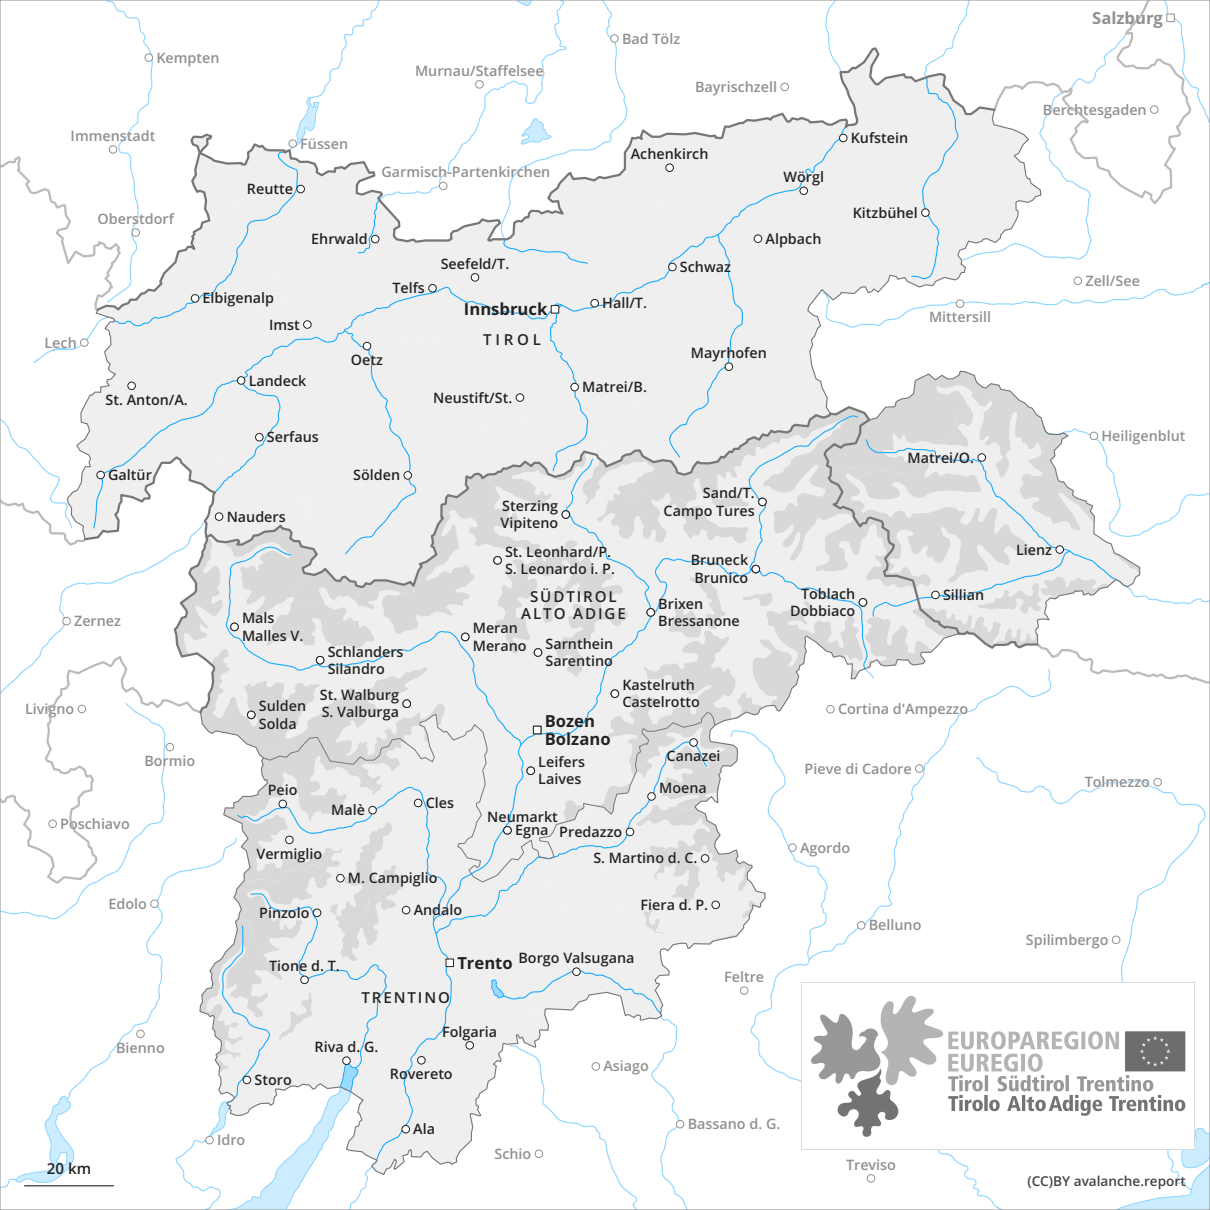 Salzburg
Bad Tölz
Kempten
Murnau/Staffelsee
Bayrischzell
Berchtesgaden
Immenstadt
Füssen
Kufstein
Achenkirch
Garmisch-Partenkirchen
Wörgl
Reutte
Oberstdorf
Kitzbühel
Ehrwald
Alpbach
Seefeld/T.
Schwaz
Zell/See
Telfs
Elbigenalp
Hall/T.
Innsbruck
Mittersill
Imst
TIROL
Lech
Oetz
Mayrhofen
Landeck
Matrei/B.
St. Anton/A.
Neustift/St.
Serfaus
Heiligenblut
Matrei/O.
Galtür
Sölden
Sand/T.
Campo Tures
Sterzing
Vipiteno
Nauders
Lienz
St. Leonhard/P.
S. Leonardo i. P.
Bruneck
Brunico
SÜDTIROL
ALTO ADIGE
Toblach
Dobbiaco
Sillian
Brixen
Bressanone
Zernez
Mals
Malles V.
Meran
Merano
Sarnthein
Sarentino
Schlanders
Silandro
Kastelruth
Castelrotto
St. Walburg
S. Valburga
Livigno
Sulden
Solda
Cortina d'Ampezzo
Bozen
Bolzano
Bormio
Canazei
Leifers
Laives
Pieve di Cadore
Tolmezzo
Peio
Moena
Malè
Cles
Neumarkt
Egna
Predazzo
Poschiavo
Vermiglio
S. Martino d. C.
Agordo
M. Campiglio
Edolo
Pinzolo
Andalo
Fiera d. P.
Belluno
Spilimbergo
Trento
Borgo Valsugana
Tione d. T.
Feltre
TRENTINO
Folgaria
Bienno
Riva d. G.
EUROPAREGION
EUREGIO
Tirol Südtirol Trentino
Tirolo Alto Adige Trentino
Asiago
Rovereto
Storo
Bassano d. G.
Ala
Idro
Schio
Treviso
20 km
(CC)BY avalanche.report